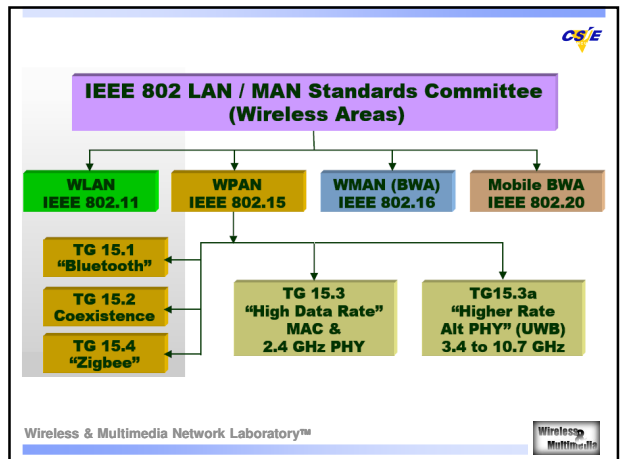 CS/E
IEEE 802 LAN / MAN Standards Committee
(Wireless Areas)
WLAN
IEEE 802.11
WPAN
IEEE 802.15
WMAN (BWA)
IEEE 802.16
Mobile BWA
IEEE 802.20
TG 15.1
“Bluetooth”
TG 15.2
Coexistence
TG 15.4
“Zigbee”
TG 15.3
“High Data Rate”
MAC &
2.4 GHz PHY
TG15.3a
“Higher Rate
Alt PHY” (UWB)
3.4 to 10.7 GHz
Wireless & Multimedia Network Laboratory™
Wireless
Multimedia